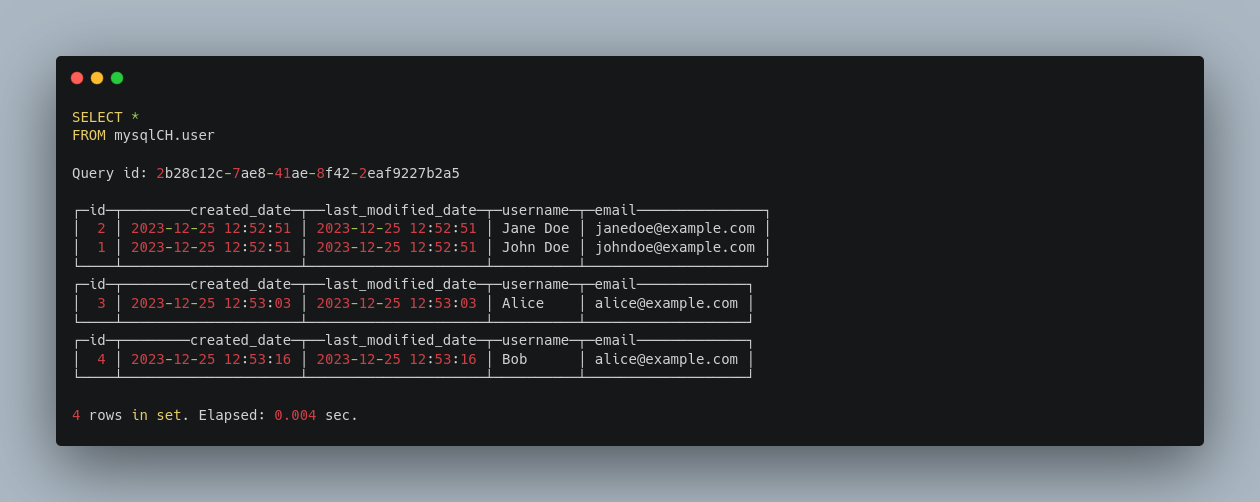 SELECT *
FROM mysqlCH.user
Query id: 2b28c12c-7ae8-41ae-8f42-2eaf9227b2a5
┌─id─┬────────created_date─┬──last_modified_date─┬─username─┬─email───────────────┐
│  2 │ 2023-12-25 12:52:51 │ 2023-12-25 12:52:51 │ Jane Doe │ janedoe@example.com │
│  1 │ 2023-12-25 12:52:51 │ 2023-12-25 12:52:51 │ John Doe │ johndoe@example.com │
└────┴─────────────────────┴─────────────────────┴──────────┴─────────────────────┘
┌─id─┬────────created_date─┬──last_modified_date─┬─username─┬─email─────────────┐
│  3 │ 2023-12-25 12:53:03 │ 2023-12-25 12:53:03 │ Alice    │ alice@example.com │
└────┴─────────────────────┴─────────────────────┴──────────┴───────────────────┘
┌─id─┬────────created_date─┬──last_modified_date─┬─username─┬─email─────────────┐
│  4 │ 2023-12-25 12:53:16 │ 2023-12-25 12:53:16 │ Bob      │ alice@example.com │
└────┴─────────────────────┴─────────────────────┴──────────┴───────────────────┘
4 rows in set. Elapsed: 0.004 sec.